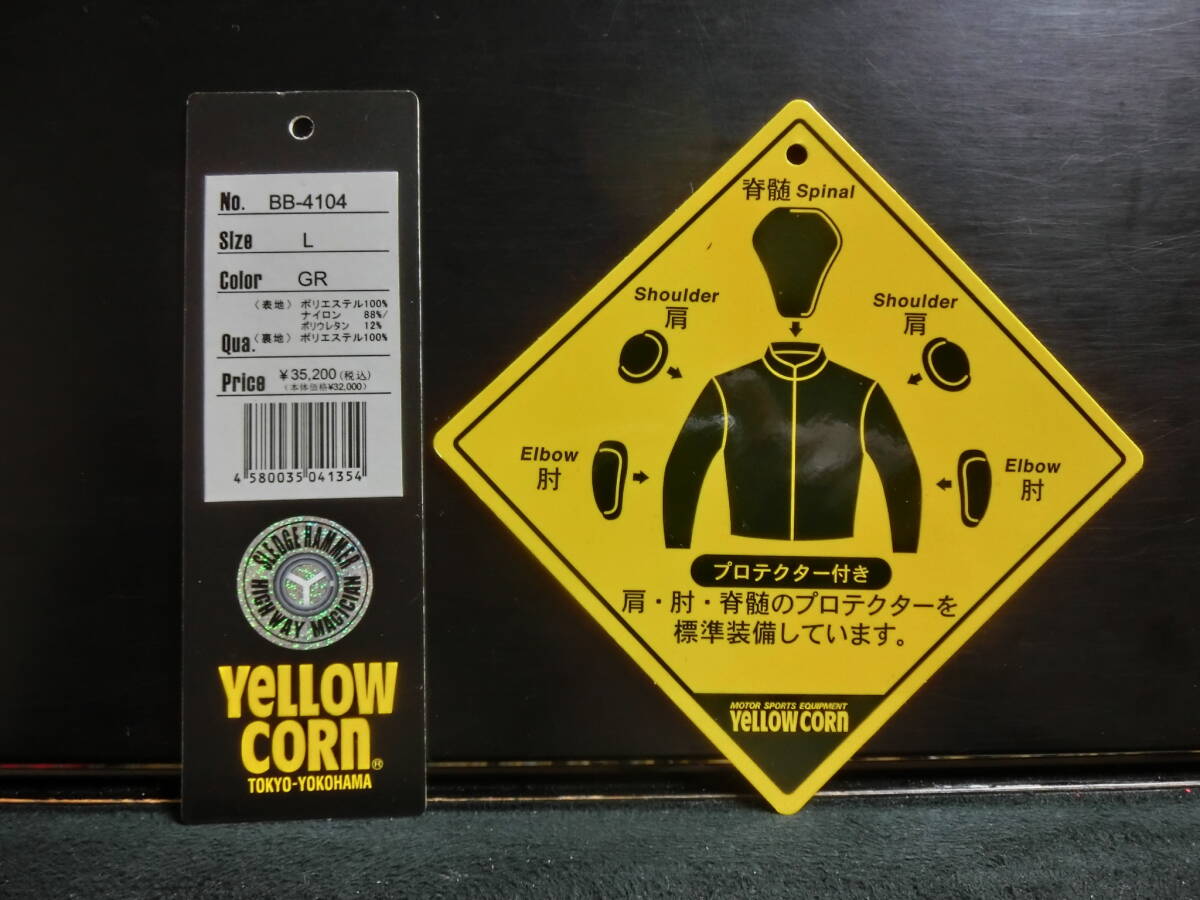 No. BB-4104
Size L
Color GR
〈表地〉 ポリエステル100%
ナイロン 88%/
ポリウレタン 12%
Qua. 〈裏地〉 ポリエステル100%
Price ¥35,200(税込)
(本体価格¥32,000)
4 580035 041354
SLEDGE HAMMER
HIGHWAY MAGICIAN
YELLOW
CORN®
TOKYO-YOKOHAMA
脊髄 Spinal
Shoulder
肩
Shoulder
肩
Elbow
肘
Elbow
肘
プロテクター付き
肩・肘・脊髄のプロテクターを
標準装備しています。
MOTOR SPORTS EQUIPMENT
YELLOW CORN